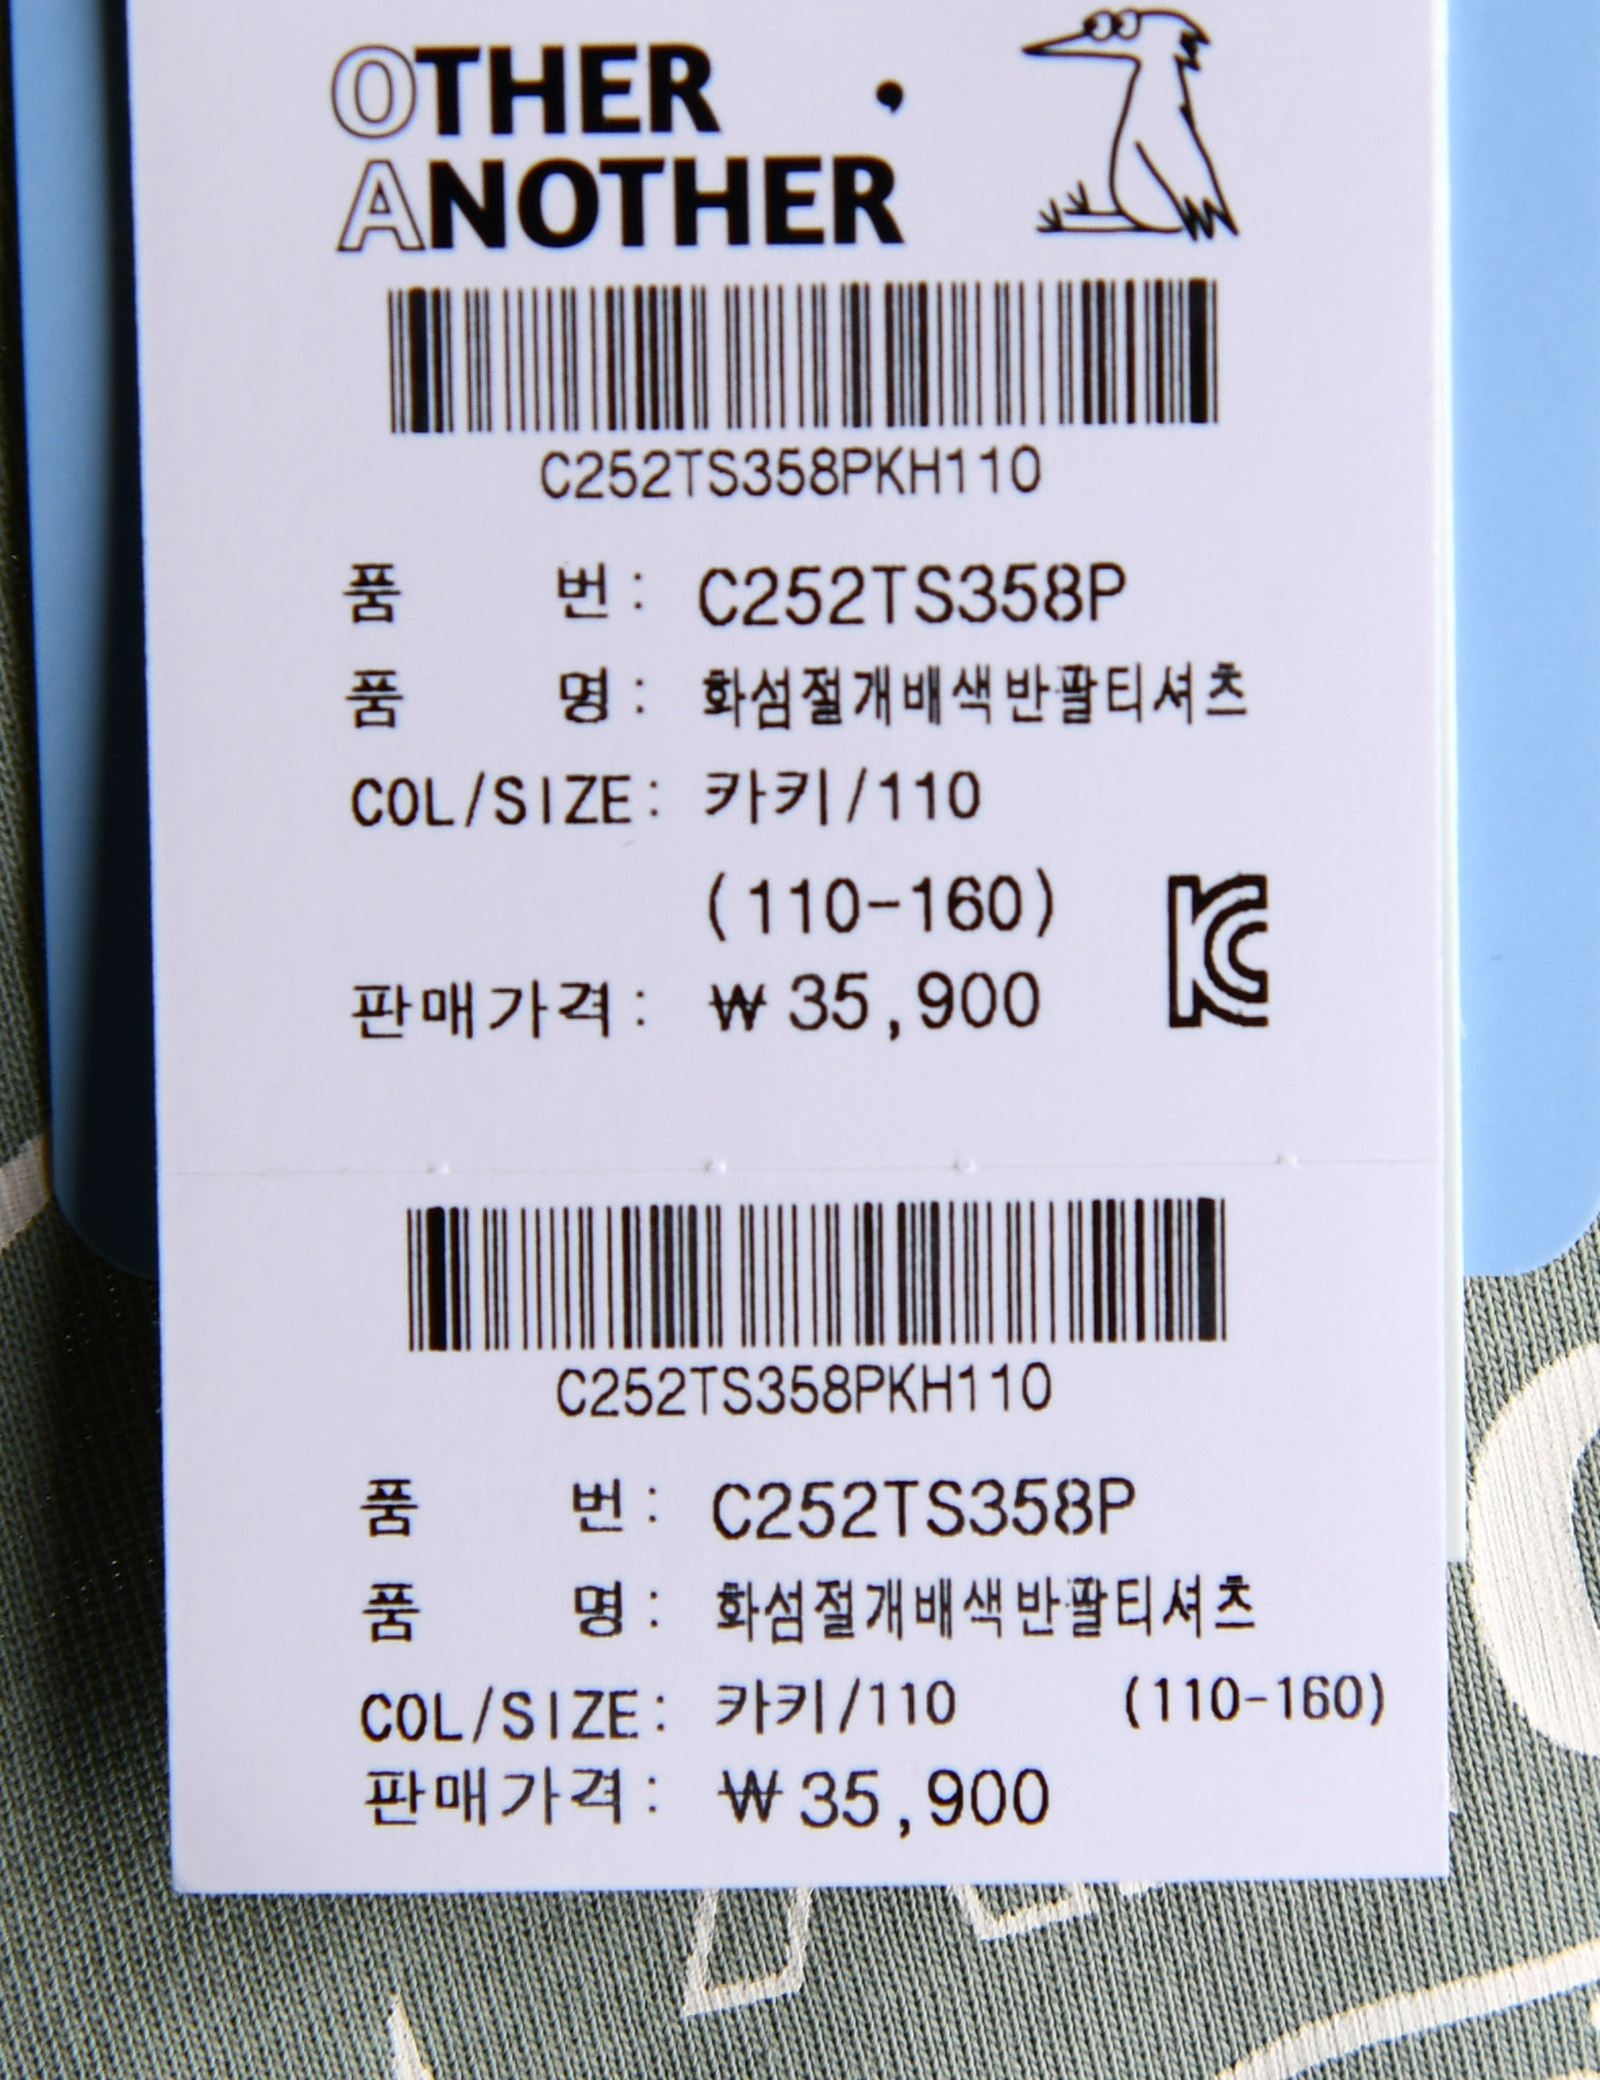 OTHER
ANOTHER
C252TS358PKH110
품 번: C252TS358P
품 명: 화섬절개배색반팔티셔츠
COL/SIZE: 카키/110
(110-160)
판매가격: ₩35,900
C252TS358PKH110
품 번: C252TS358P
품 명: 화섬절개배색반팔티셔츠
COL/SIZE: 카키/110 (110-160)
판매가격: ₩35,900